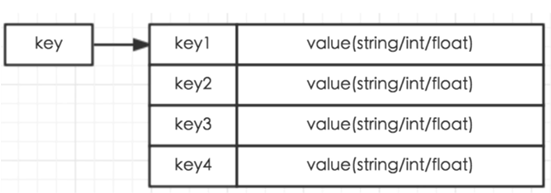 key key1 value(string/int/float)
key2 value(string/int/float)
key3 value(string/int/float)
key4 value(string/int/float)